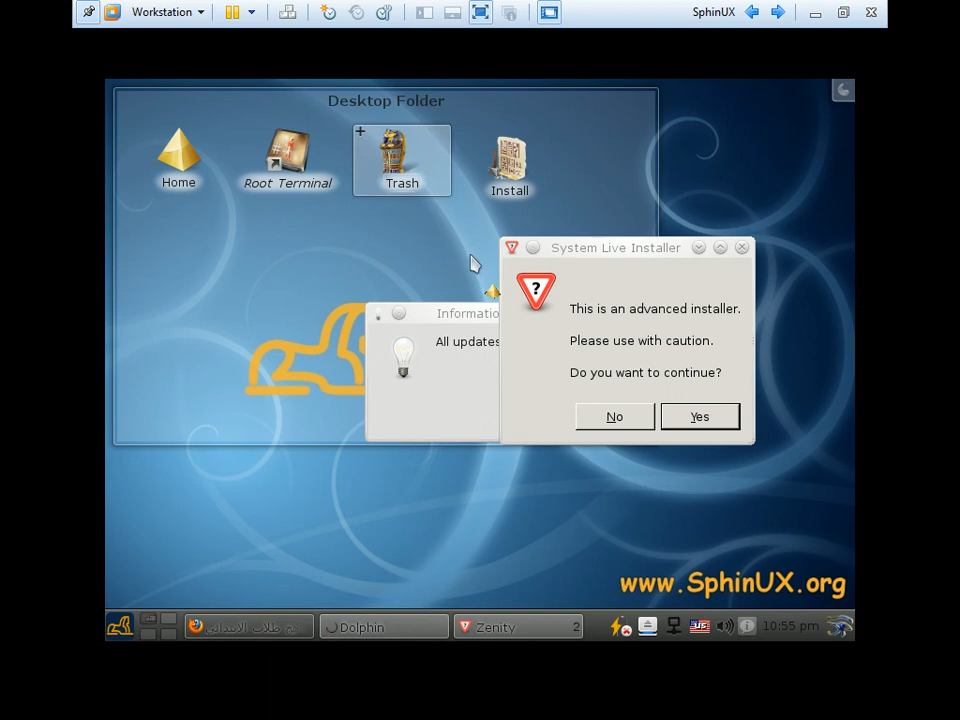 Workstation
SphinUX
Desktop Folder
Home
Root Terminal
Trash
Install
System Live Installer
This is an advanced installer.
Please use with caution.
Do you want to continue?
No
Yes
Informatio
All updates
www.SphinUX.org
Dolphin
Zenity
2
US
10:55 pm